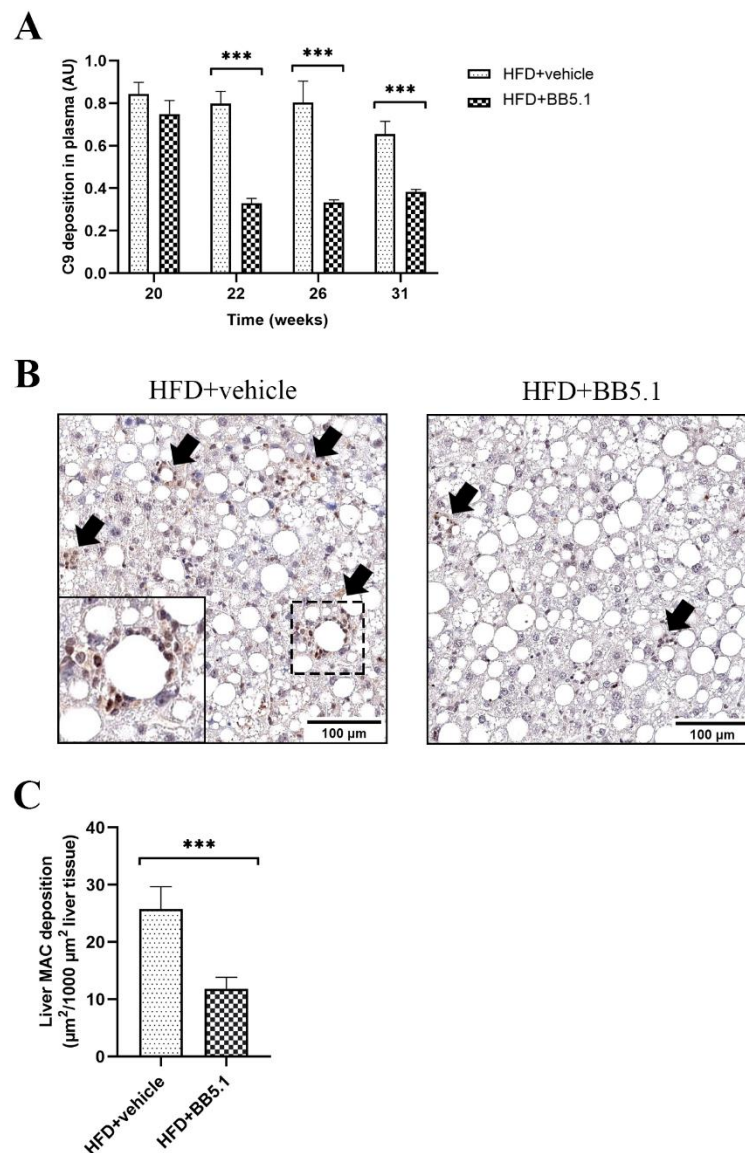 A
C9 deposition in plasma (AU)
1.0
0.8
0.6
0.4
0.2
0.0
***
***
***
20
22
26
31
Time (weeks)
HFD+vehicle
HFD+BB5.1
B
HFD+vehicle
HFD+BB5.1
100 µm
100 µm
C
Liver MAC deposition
(µm²/1000 µm² liver tissue)
40
30
20
10
0
***
HFD+vehicle
HFD+BB5.1